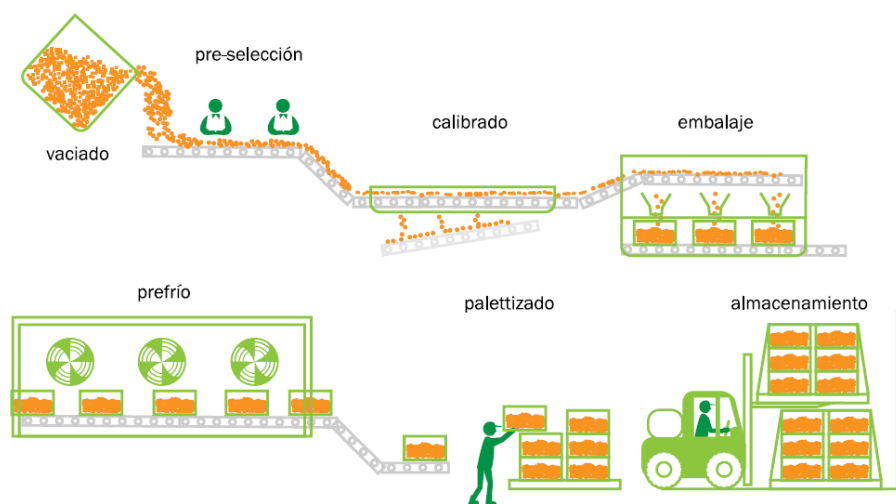 pre-selección
vaciado
calibrado
embalaje
prefrío
palettizado
almacenamiento